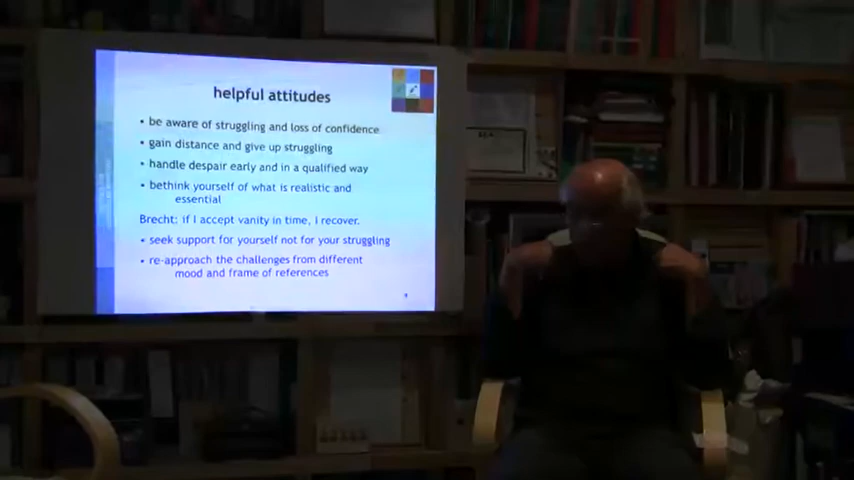 helpful attitudes
• be aware of struggling and loss of confidence
• gain distance and give up struggling
• handle despair early and in a qualified way
• bethink yourself of what is realistic and
essential
Brecht: if I accept vanity in time, I recover.
• seek support for yourself not for your struggling
• re-approach the challenges from different
mood and frame of references